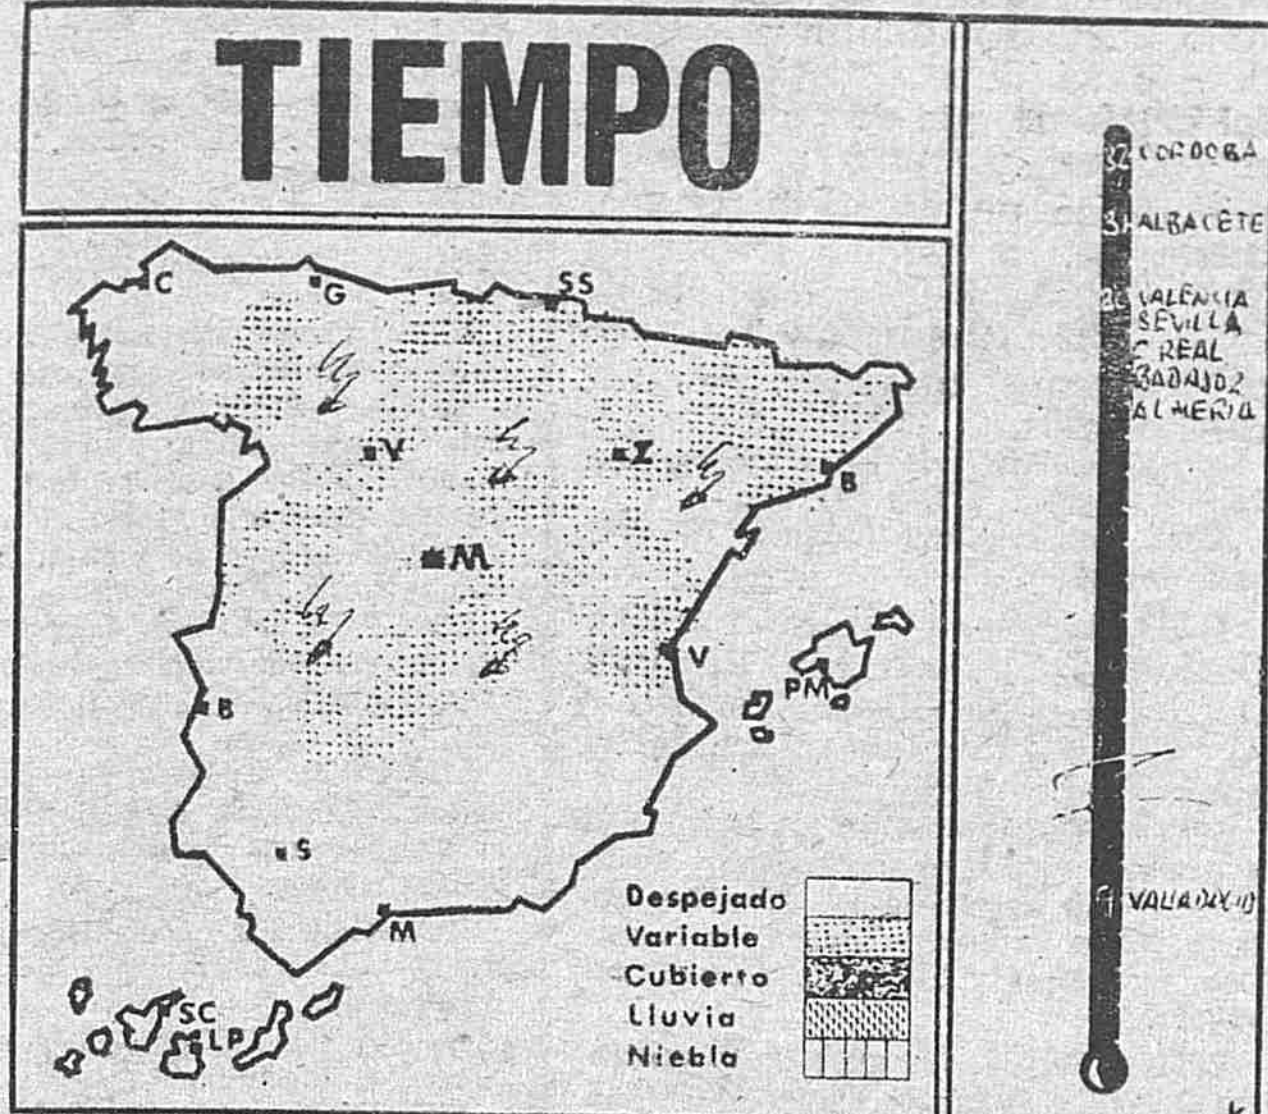 TIEMPO
C
G
SS
V
Z
B
M
V
PM
B
S
M
SC
LP
Despejado
Variable
Cubierto
Lluvia
Niebla
CORDOBA
ALBACETE
VALENCIA
SEVILLA
C REAL
BADAJOZ
ALMERIA